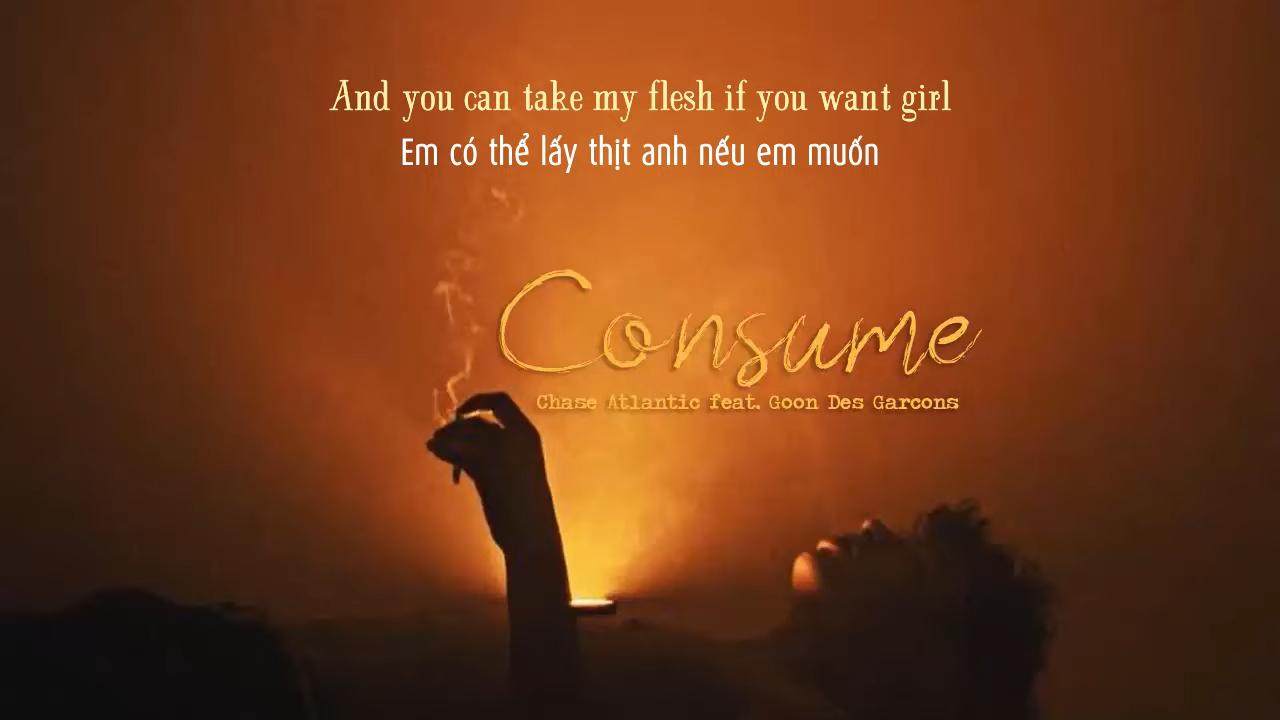 And you can take my flesh if you want girl
Em có thể lấy thịt anh nếu em muốn
Consume
Chase Atlantic feat. Goon Des Garcons